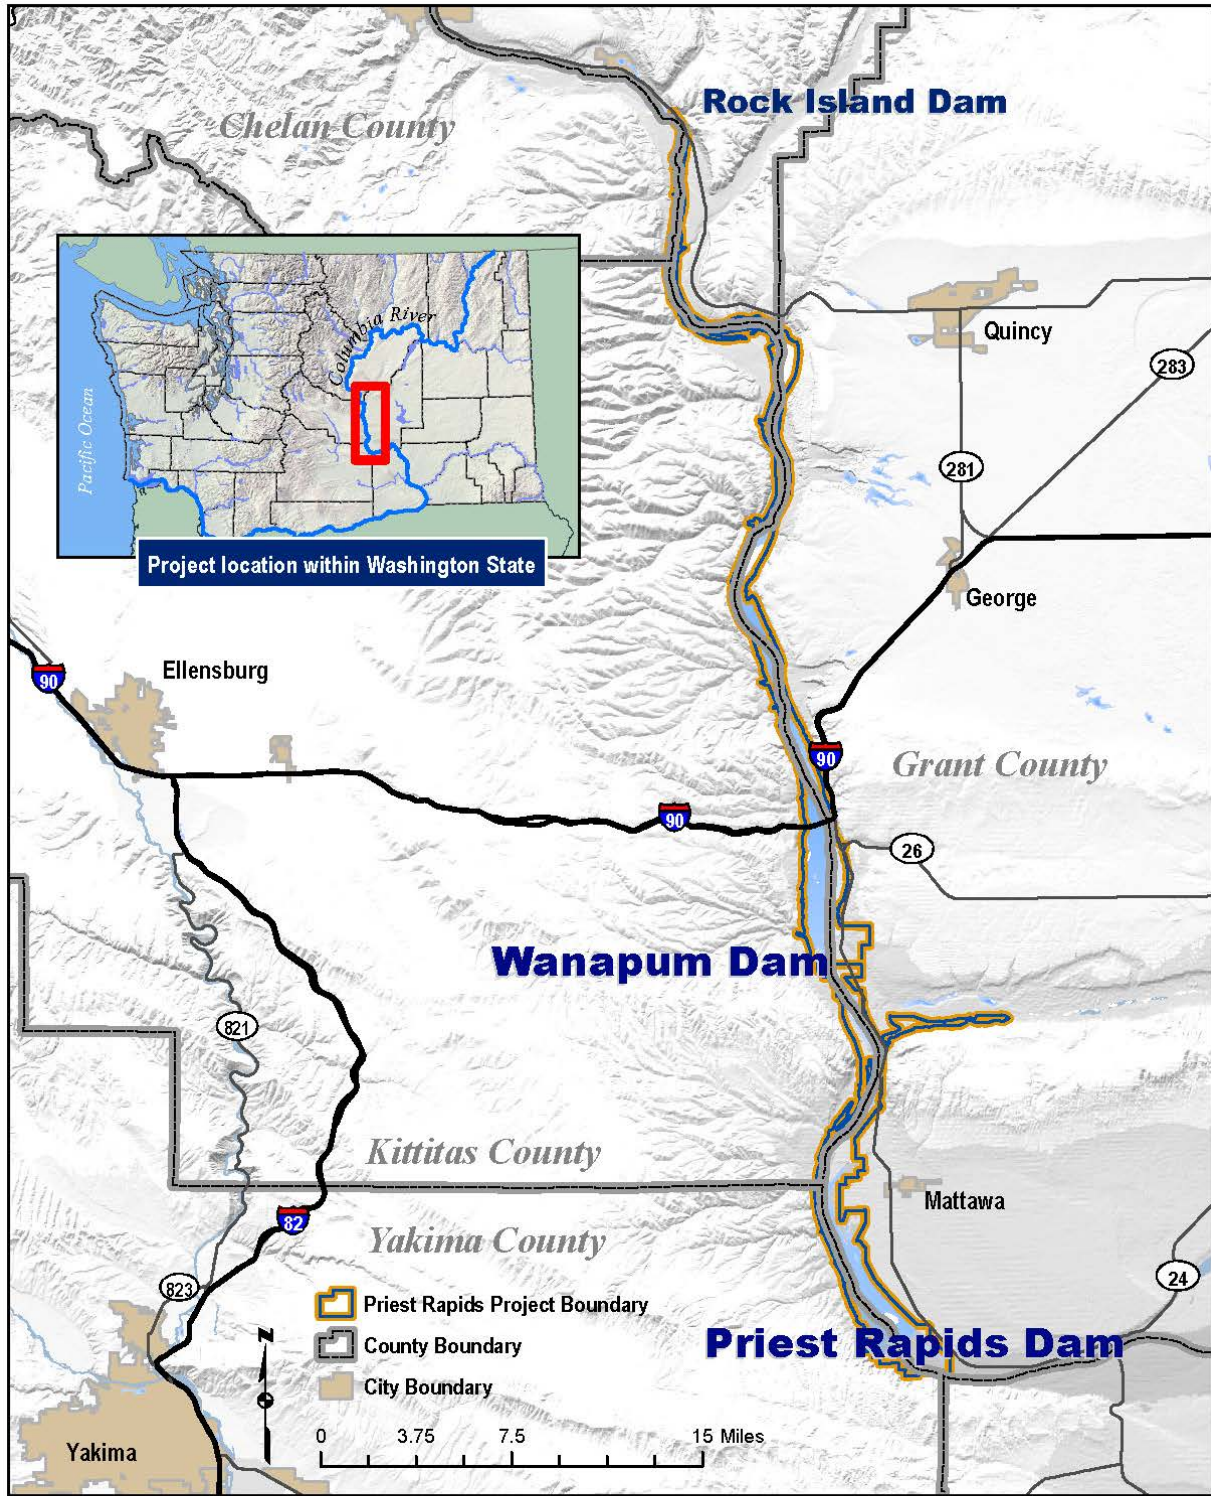 Rock Island Dam
Chelan County
Columbia River
Pacific Ocean
Project location within Washington State
Quincy
283
281
George
Ellensburg
90
90
Grant County
90
26
Wanapum Dam
821
Kittitas County
Mattawa
82
Yakima County
24
823
Priest Rapids Project Boundary
Priest Rapids Dam
N
County Boundary
City Boundary
0 3.75 7.5 15 Miles
Yakima